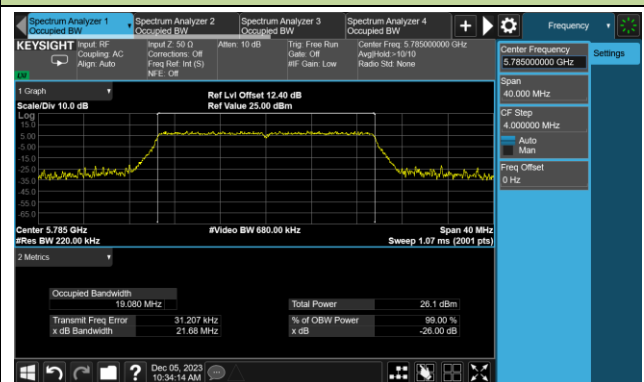 Spectrum Analyzer 1
Occupied BW
Spectrum Analyzer 2
Occupied BW
Spectrum Analyzer 3
Occupied BW
Spectrum Analyzer 4
Occupied BW
Frequency
KEYSIGHT
Input: RF
Coupling: AC
Align: Auto
Input Z: 50 Ω
Corrections: Off
Freq Ref: Int (S)
NFE: Off
Atten: 10 dB
Trig: Free Run
Gate: Off
#IF Gain: Low
Center Freq: 5.785000000 GHz
Avg|Hold:>10/10
Radio Std: None
Center Frequency
5.785000000 GHz
Settings
Span
40.000 MHz
CF Step
4.000000 MHz
Auto
Man
Freq Offset
0 Hz
1 Graph
Scale/Div 10.0 dB
Ref Lvl Offset 12.40 dB
Ref Value 25.00 dBm
Log
15.0
5.00
-5.00
-15.0
-25.0
-35.0
-45.0
-55.0
-65.0
Center 5.785 GHz
#Res BW 220.00 kHz
#Video BW 680.00 kHz
Span 40 MHz
Sweep 1.07 ms (2001 pts)
2 Metrics
Occupied Bandwidth
19.080 MHz
Total Power
26.1 dBm
Transmit Freq Error
31.207 kHz
% of OBW Power
99.00 %
x dB Bandwidth
21.68 MHz
x dB
-26.00 dB
?
Dec 05, 2023
10:34:14 AM